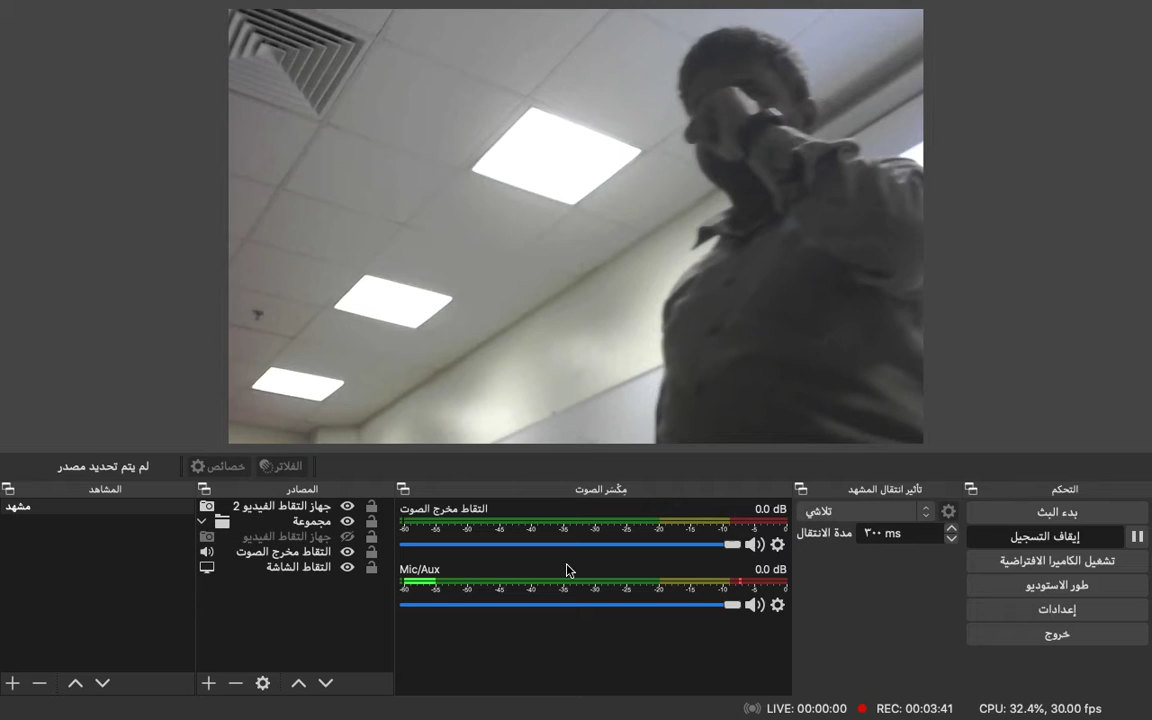 لم يتم تحديد مصدر
خصائص
الفلاتر
المشاهد
مشهد
المصادر
جهاز التقاط الفيديو 2
مجموعة
جهاز التقاط الفيديو
التقاط مخرج الصوت
التقاط الشاشة
مِكْسَر الصوت
التقاط مخرج الصوت 0.0 dB
-60 -55 -50 -45 -40 -35 -30 -25 -20 -15 -10 -5 0
Mic/Aux 0.0 dB
-60 -55 -50 -45 -40 -35 -30 -25 -20 -15 -10 -5 0
تأثير انتقال المشهد
تلاشي
مدة الانتقال ٣٠٠ ms
التحكم
بدء البث
إيقاف التسجيل
تشغيل الكاميرا الافتراضية
طور الاستوديو
إعدادات
خروج
LIVE: 00:00:00 REC: 00:03:41 CPU: 32.4%, 30.00 fps